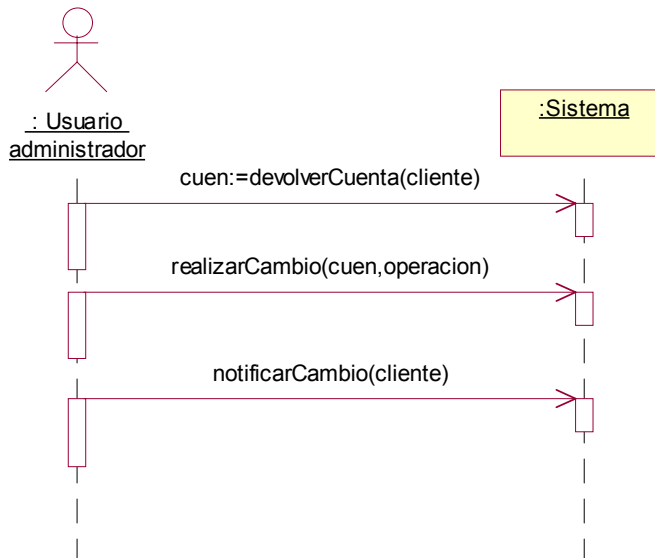 : Usuario
administrador
:Sistema
cuen:=devolverCuenta(cliente)
realizarCambio(cuen,operacion)
notificarCambio(cliente)